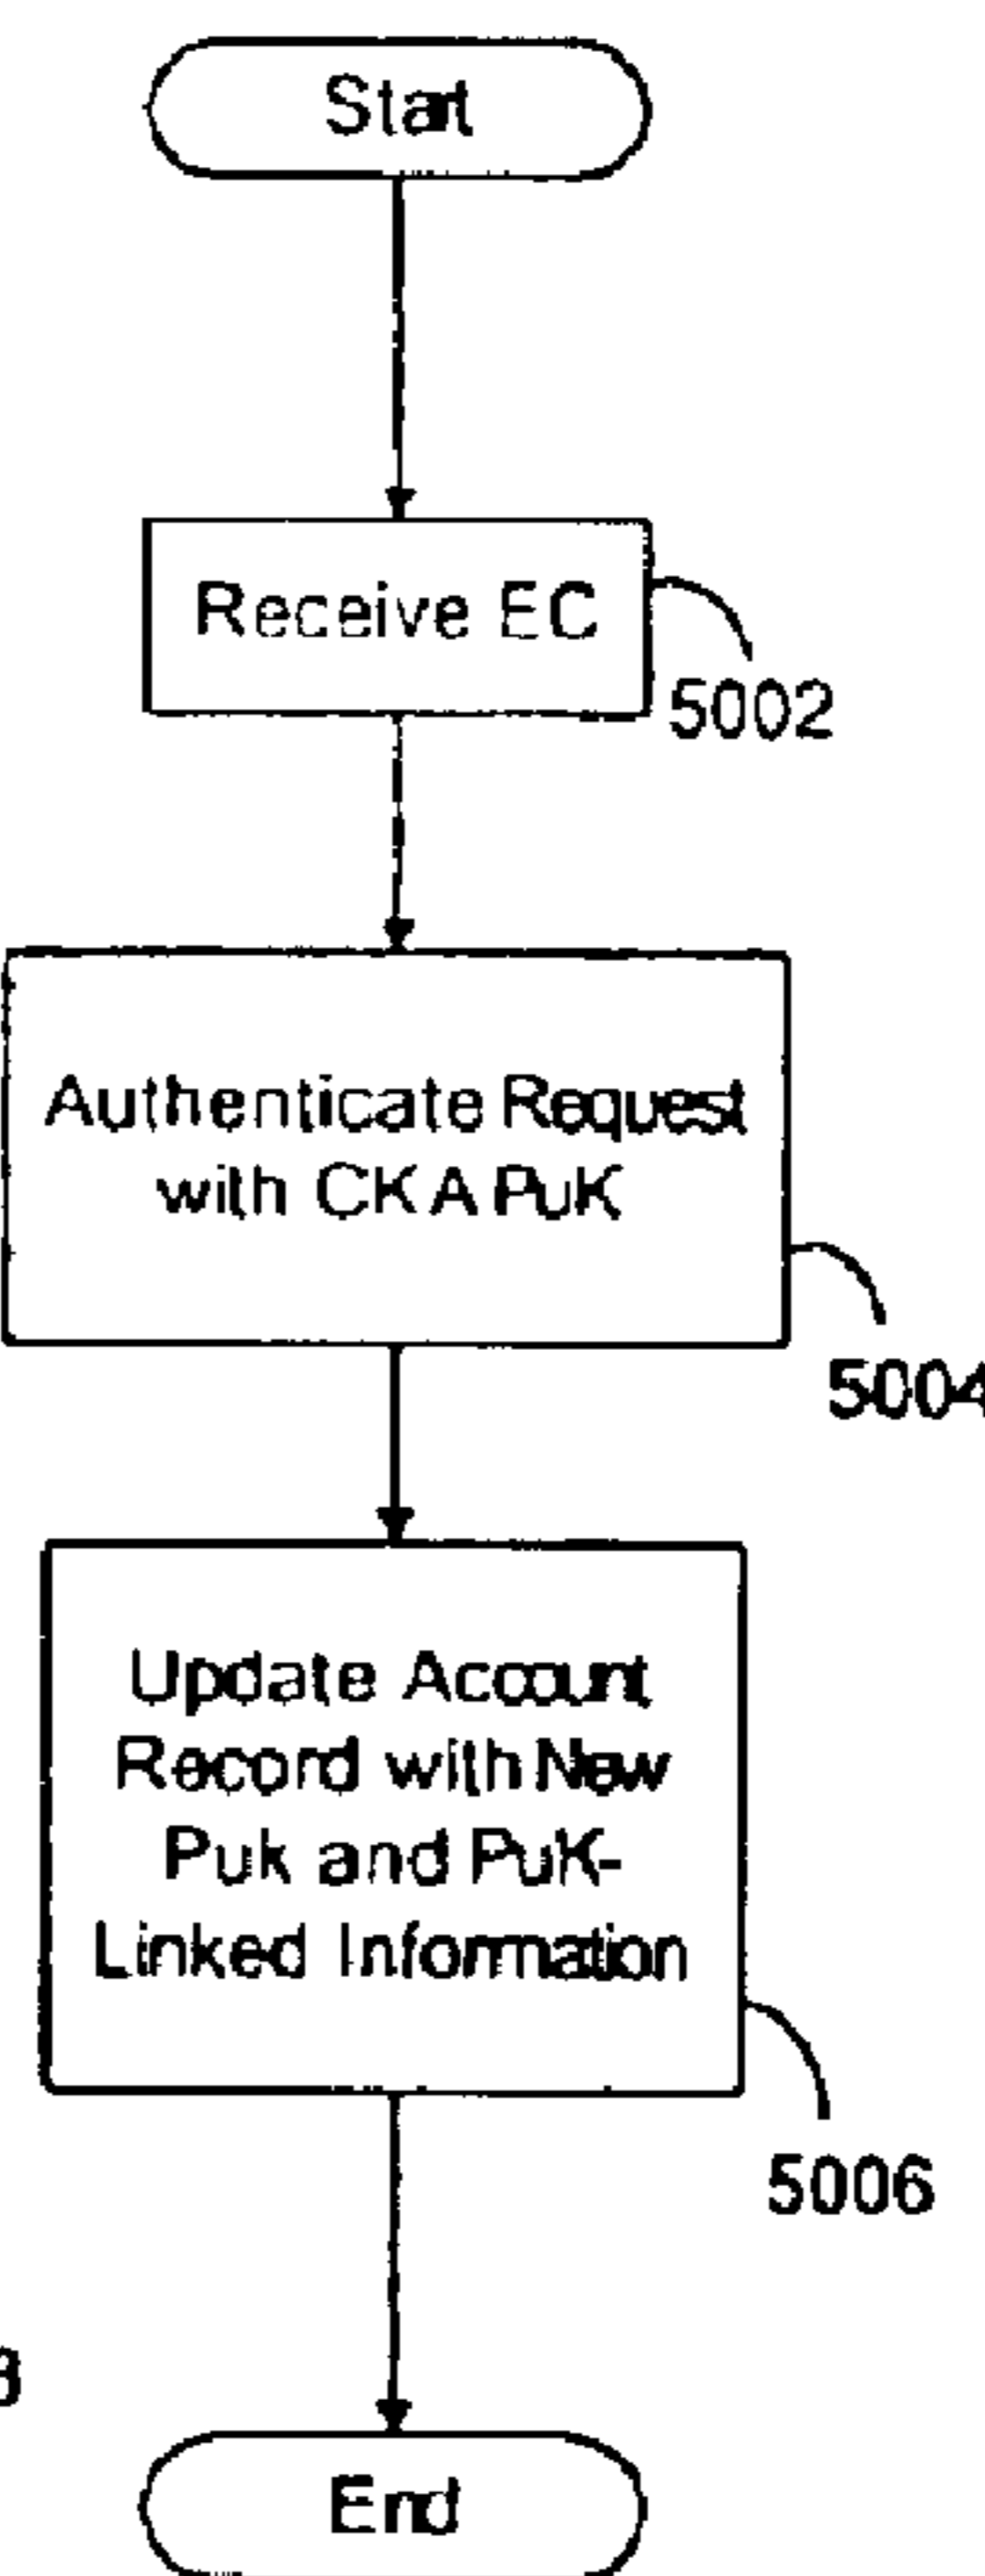 Start
Receive EC
5002
Authenticate Request
with CKA PuK
5004
Update Account
Record with New
Puk and PuK-
Linked Information
5006
End